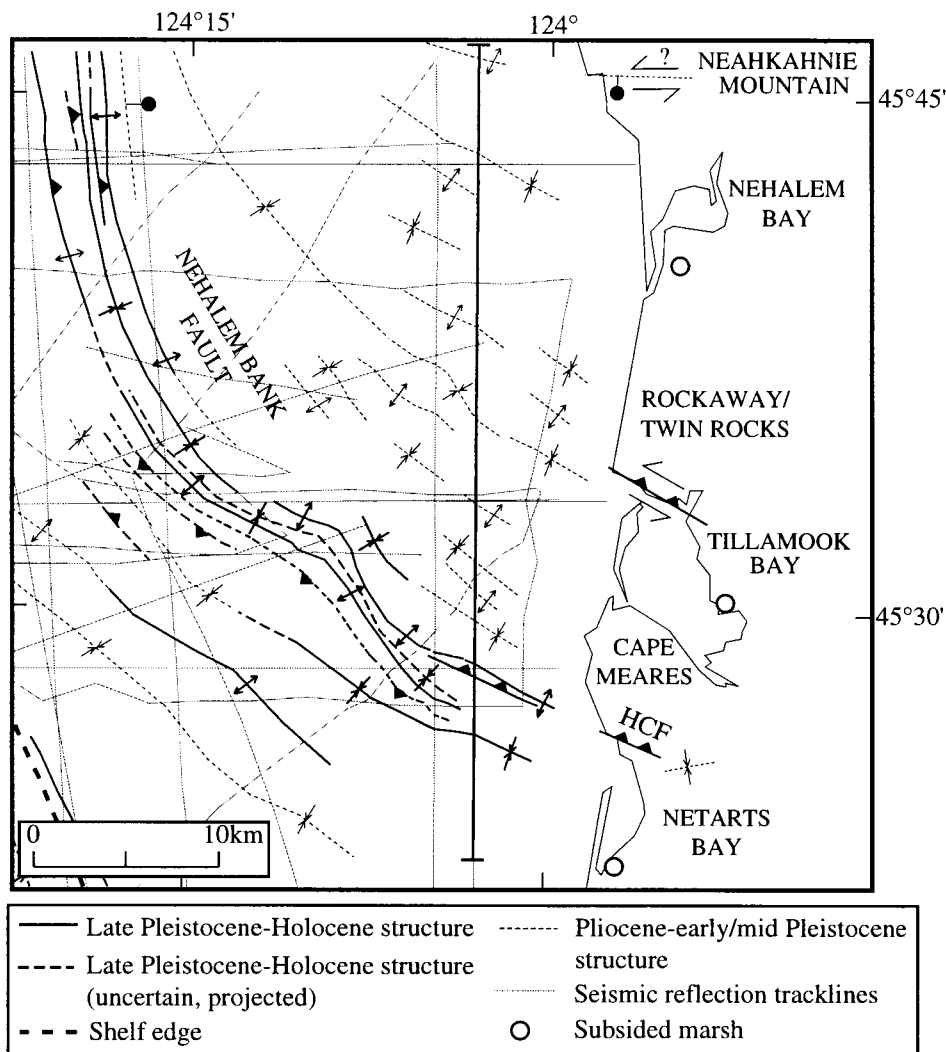 124°15'
124°
?
NEAHKAHNIE
MOUNTAIN
45°45'
NEHALEM
BAY
NEHALEM BANK
FAULT
ROCKAWAY/
TWIN ROCKS
TILLAMOOK
BAY
45°30'
CAPE
MEARES
HCF
NETARTS
BAY
0
10km
Late Pleistocene-Holocene structure
Late Pleistocene-Holocene structure
(uncertain, projected)
Shelf edge
Pliocene-early/mid Pleistocene
structure
Seismic reflection tracklines
Subsided marsh